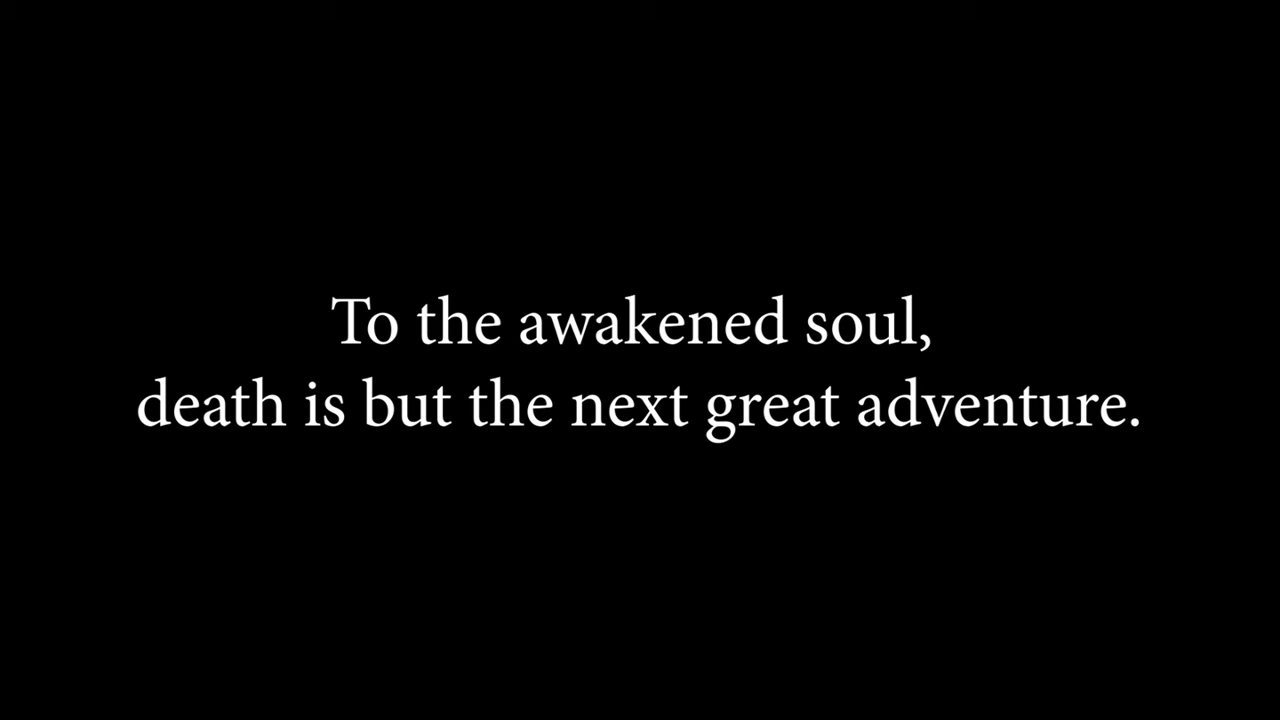 To the awakened soul,
death is but the next great adventure.